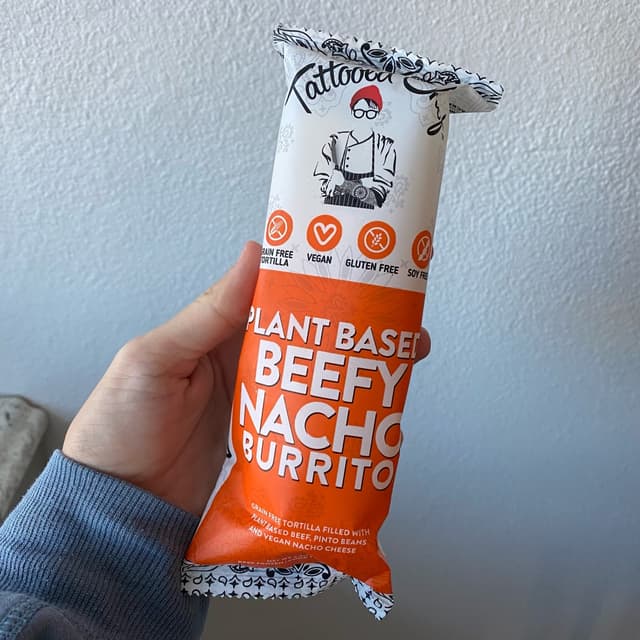 Tattooed
GRAIN FREE
TORTILLA
VEGAN
GLUTEN FREE
SOY FREE
PLANT BASED
BEEFY
NACHO
BURRITO
GRAIN FREE TORTILLA FILLED WITH
PLANT BASED BEEF, PINTO BEANS
AND VEGAN NACHO CHEESE